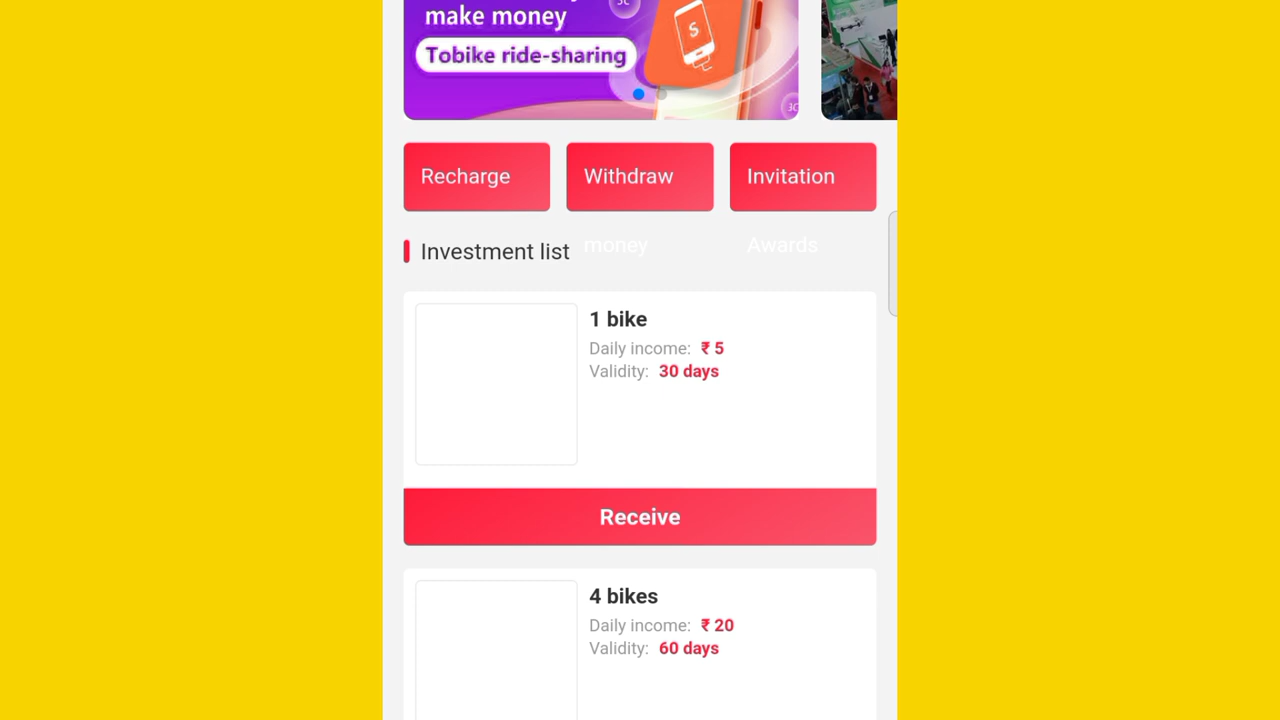 make money
Tobike ride-sharing
3C
Recharge
Withdraw
money
Invitation
Awards
Investment list
1 bike
Daily income: ₹ 5
Validity: 30 days
Receive
4 bikes
Daily income: ₹ 20
Validity: 60 days